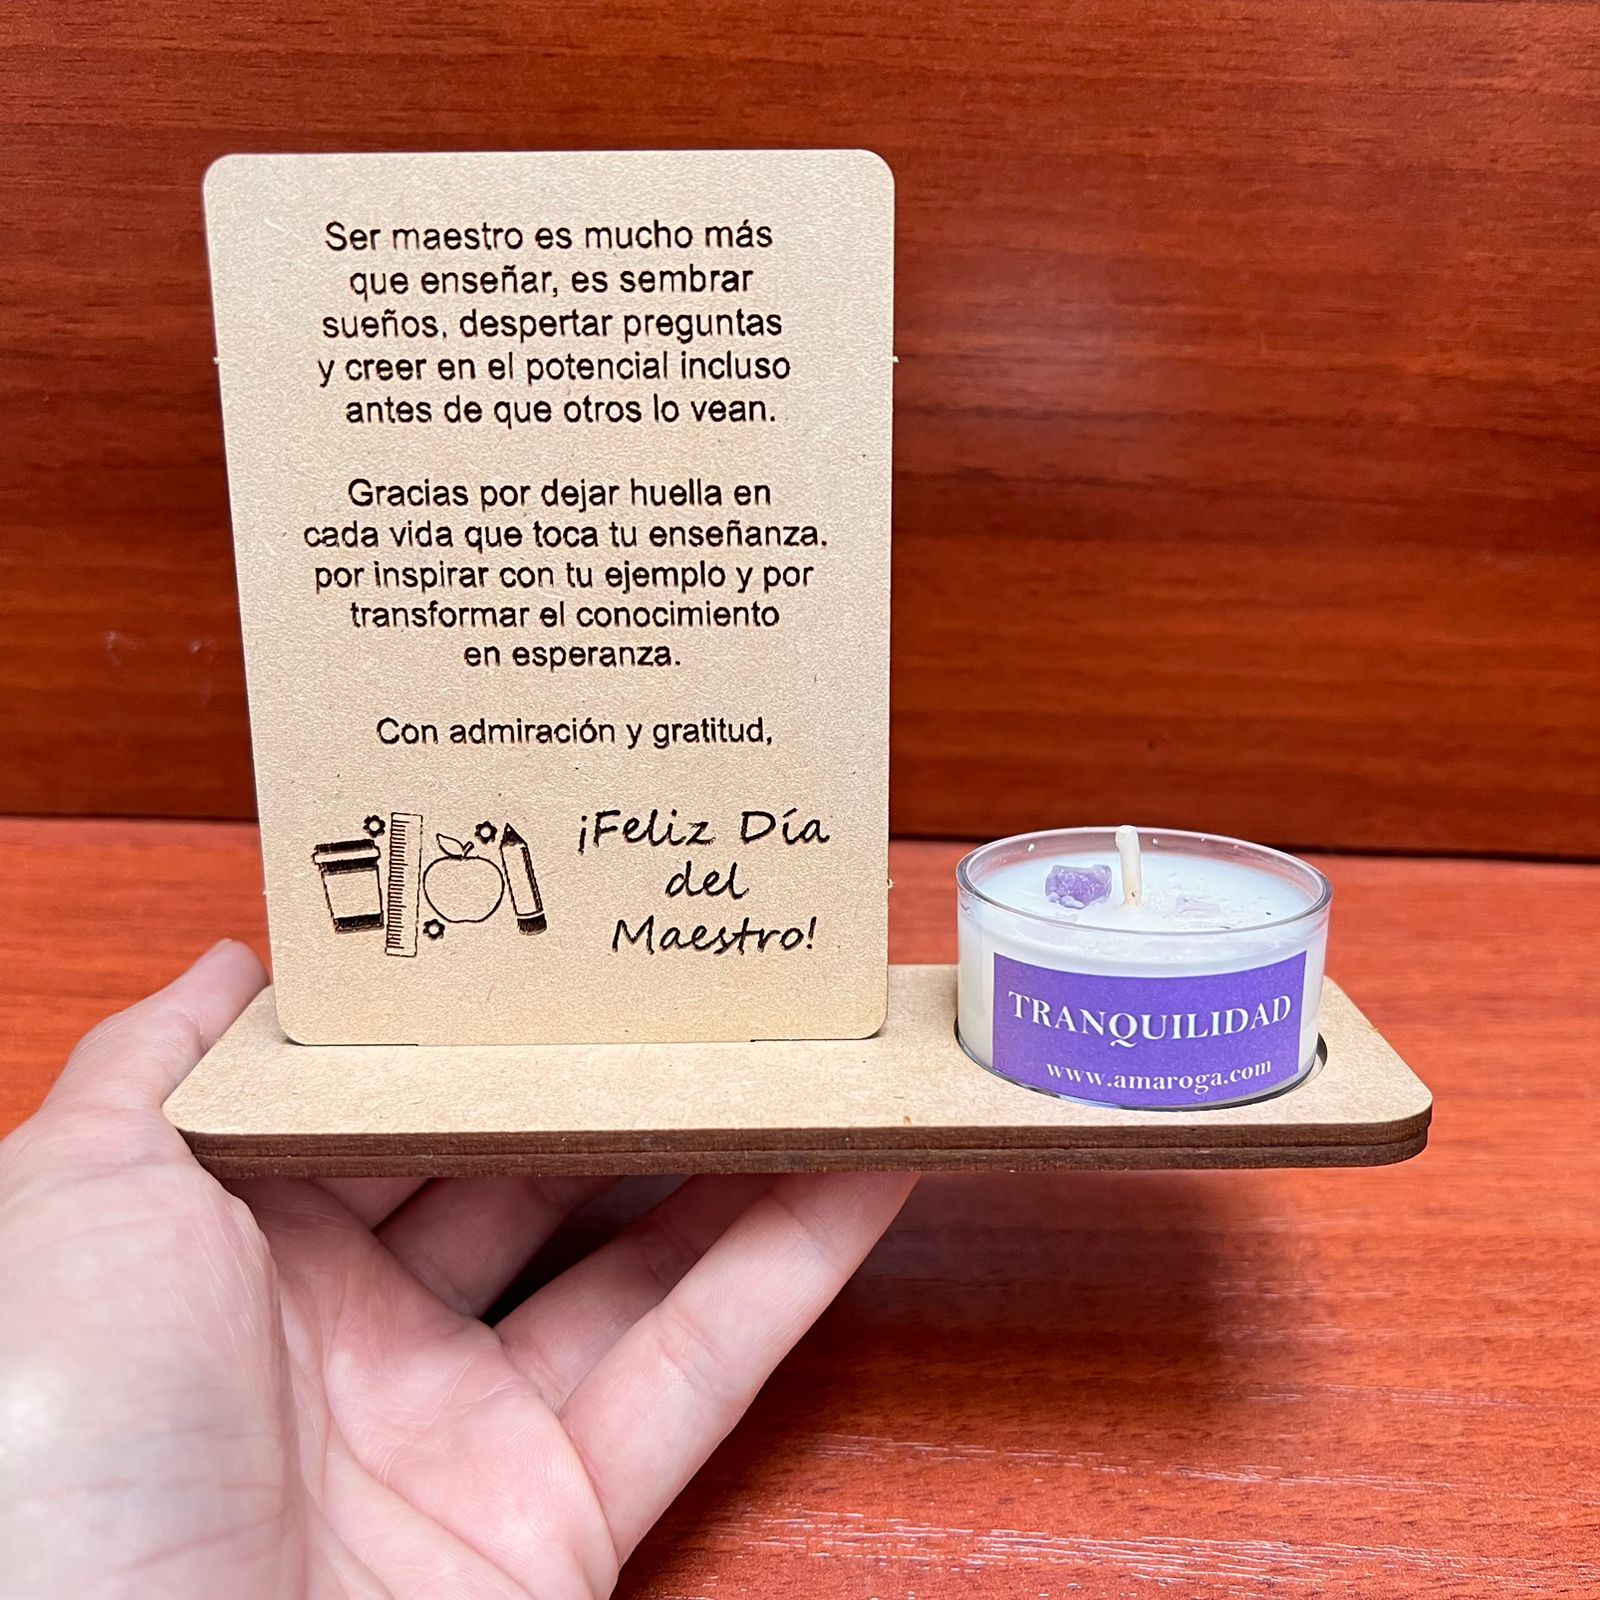 Ser maestro es mucho más
que enseñar, es sembrar
sueños, despertar preguntas
y creer en el potencial incluso
antes de que otros lo vean.
Gracias por dejar huella en
cada vida que toca tu enseñanza,
por inspirar con tu ejemplo y por
transformar el conocimiento
en esperanza.
Con admiración y gratitud,
¡Feliz Día
del
Maestro!
TRANQUILIDAD
www.amaroga.com